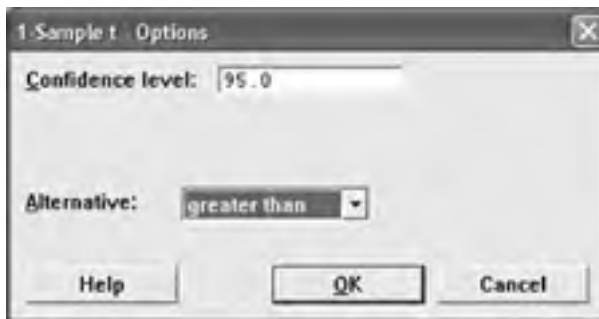 1-Sample t - Options
Confidence level: 95.0
Alternative: greater than
Help OK Cancel